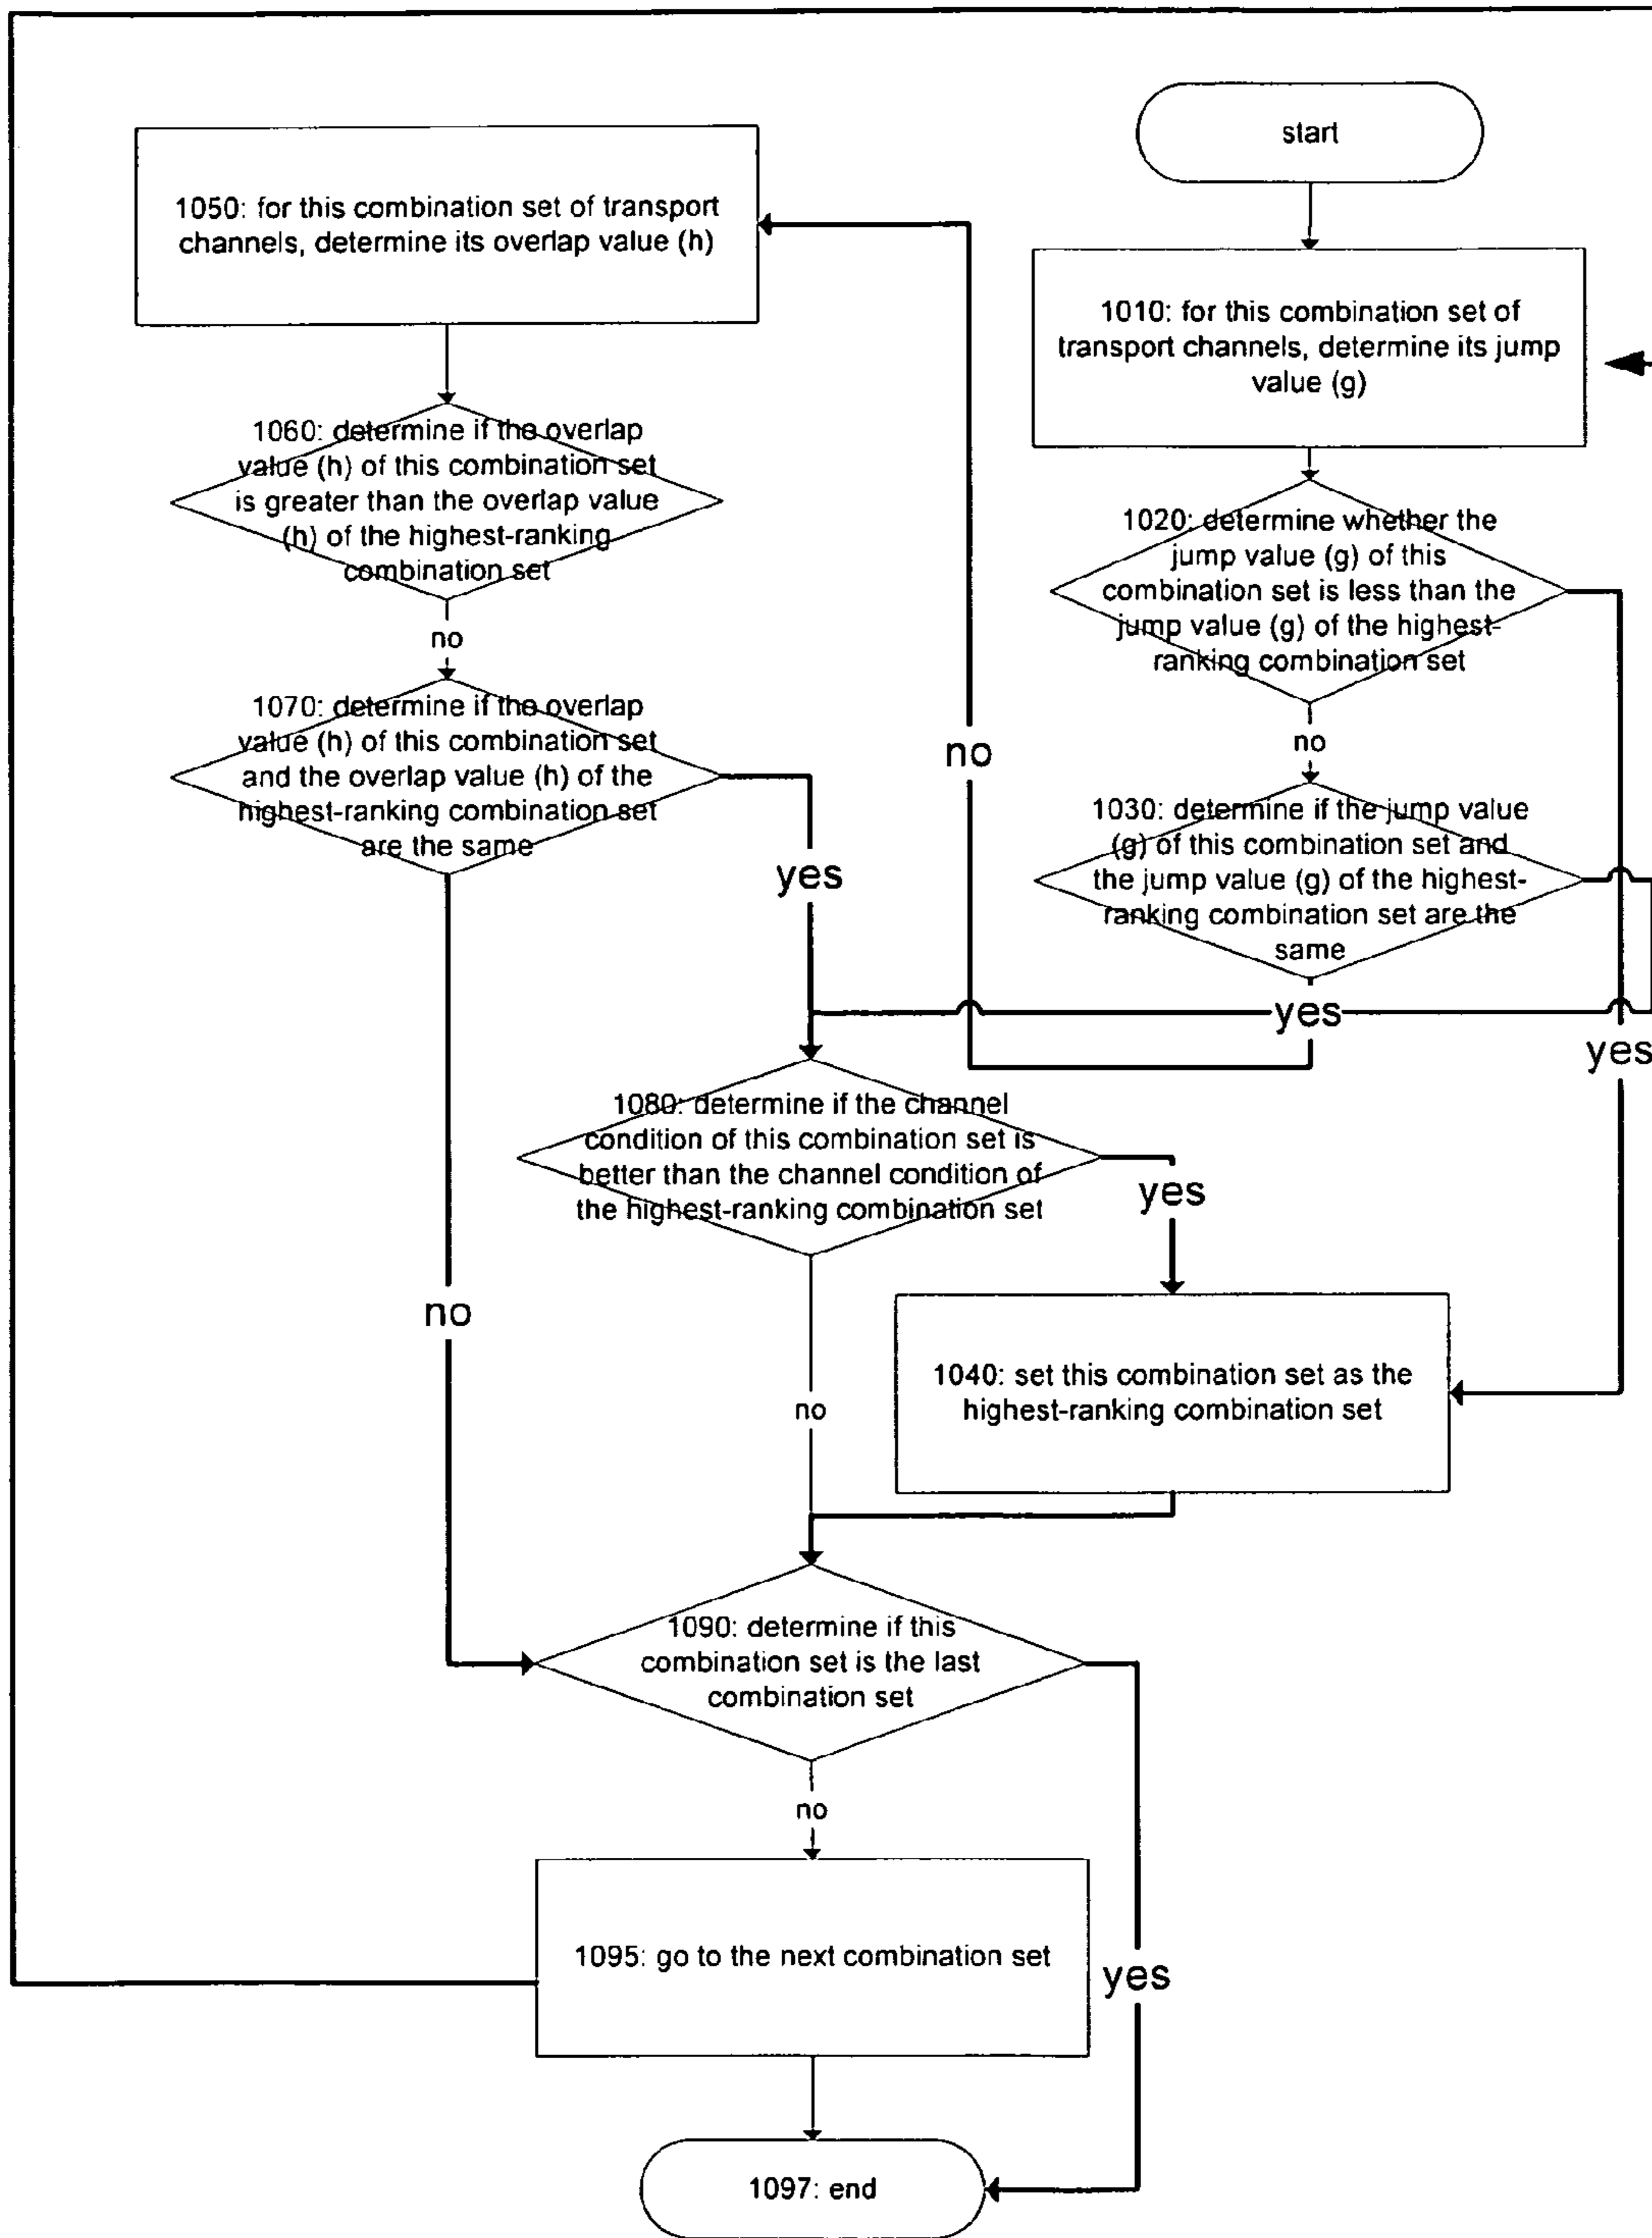 start
1010: for this combination set of
transport channels, determine its jump
value (g)
1020: determine whether the
jump value (g) of this
combination set is less than the
jump value (g) of the highest-
ranking combination set
no
1030: determine if the jump value
(g) of this combination set and
the jump value (g) of the highest-
ranking combination set are the
same
yes
yes
no
1050: for this combination set of transport
channels, determine its overlap value (h)
1060: determine if the overlap
value (h) of this combination set
is greater than the overlap value
(h) of the highest-ranking
combination set
no
1070: determine if the overlap
value (h) of this combination set
and the overlap value (h) of the
highest-ranking combination set
are the same
yes
no
1080: determine if the channel
condition of this combination set is
better than the channel condition of
the highest-ranking combination set
yes
no
1040: set this combination set as the
highest-ranking combination set
1090: determine if this
combination set is the last
combination set
no
yes
1095: go to the next combination set
1097: end